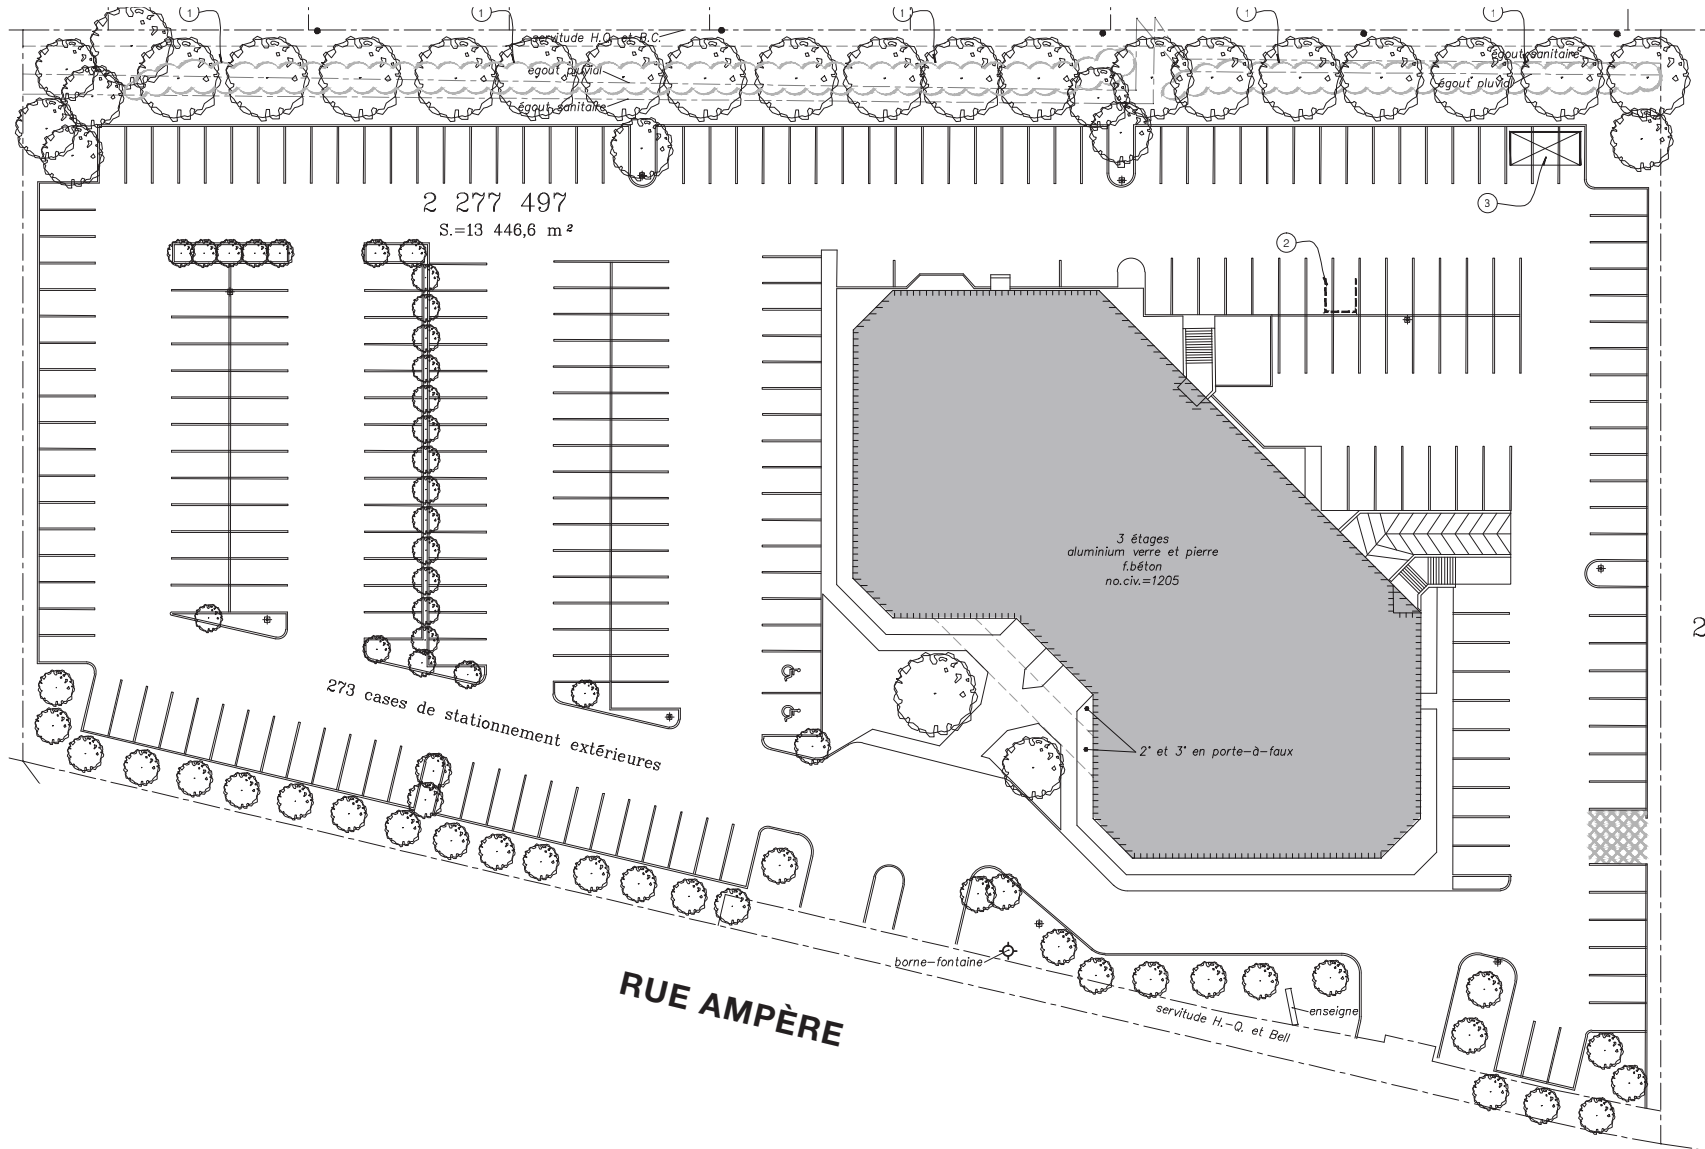 1
1
1
1
1
servitude H.Q. et B.C.
égout pluvial
égout sanitaire
égout sanitaire
égout pluvial
2 277 497
S.=13 446,6 m²
3
2
3 étages
aluminium verre et pierre
f.béton
no.civ.=1205
2
273 cases de stationnement extérieures
2° et 3° en porte-à-faux
borne-fontaine
RUE AMPÈRE
servitude H.-Q. et Bell
enseigne